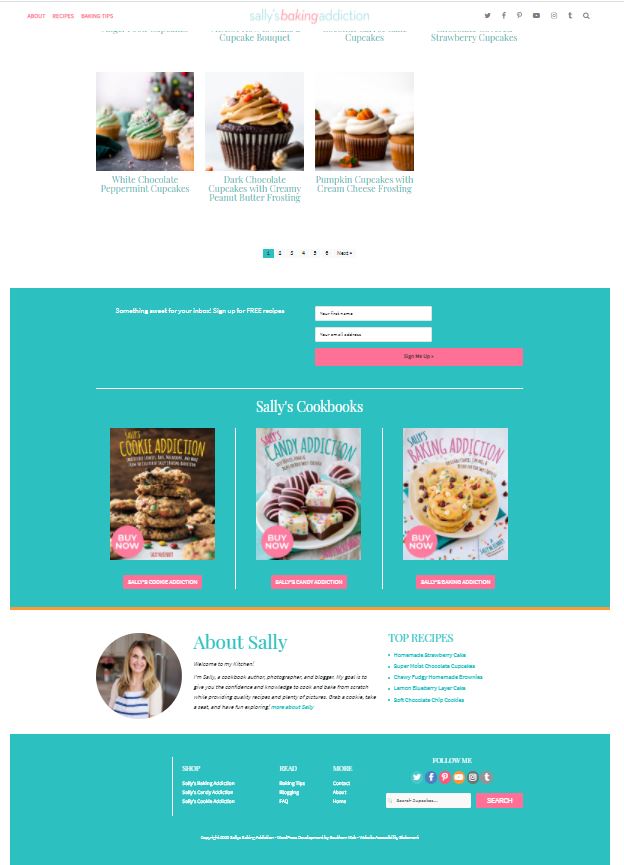 ABOUT RECIPES BAKING TIPS
sally's baking addiction
Cupcake Bouquet
Cupcakes
Strawberry Cupcakes
White Chocolate
Peppermint Cupcakes
Dark Chocolate
Cupcakes with Creamy
Peanut Butter Frosting
Pumpkin Cupcakes with
Cream Cheese Frosting
1 2 3 4 5 6 Next »
Something sweet for your inbox! Sign up for FREE recipes
Your first name
Your email address
Sign Me Up »
Sally's Cookbooks
SALLY'S
COOKIE ADDICTION
BUY
NOW
SALLY'S
CANDY ADDICTION
BUY
NOW
SALLY'S
BAKING ADDICTION
BUY
NOW
SALLY'S COOKIE ADDICTION
SALLY'S CANDY ADDICTION
SALLY'S BAKING ADDICTION
About Sally
Welcome to my Kitchen!
I'm Sally, a cookbook author, photographer, and blogger. My goal is to
give you the confidence and knowledge to cook and bake from scratch
while providing quality recipes and plenty of pictures. Grab a cookie, take
a seat, and have fun exploring! more about Sally
TOP RECIPES
Homemade Strawberry Cake
Super Moist Chocolate Cupcakes
Chewy Fudgy Homemade Brownies
Lemon Blueberry Layer Cake
Soft Chocolate Chip Cookies
SHOP
Sally's Baking Addiction
Sally's Candy Addiction
Sally's Cookie Addiction
READ
Baking Tips
Blogging
FAQ
MORE
Contact
About
Home
FOLLOW ME
Search Cupcakes...
SEARCH